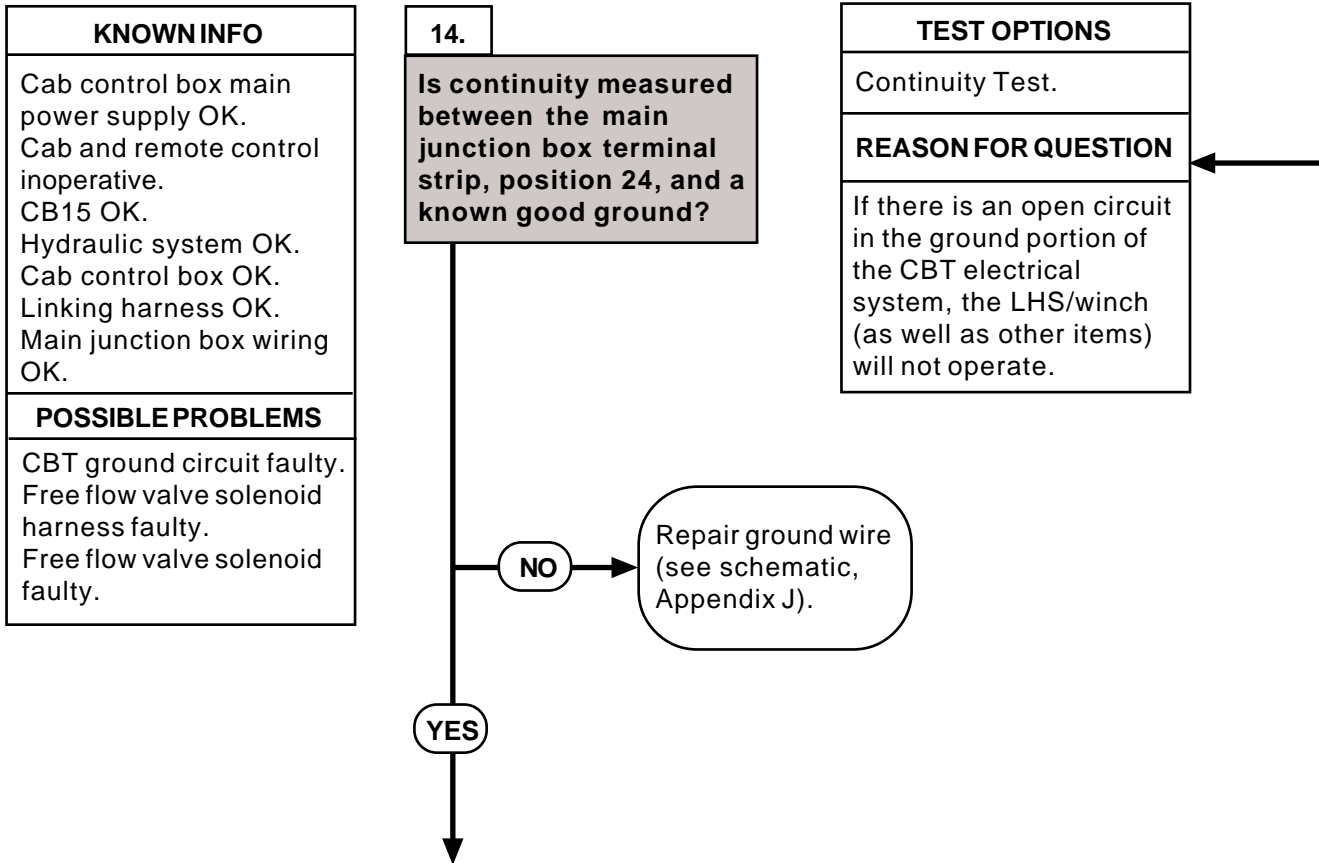 KNOWN INFO
Cab control box main
power supply OK.
Cab and remote control
inoperative.
CB15 OK.
Hydraulic system OK.
Cab control box OK.
Linking harness OK.
Main junction box wiring
OK.
POSSIBLE PROBLEMS
CBT ground circuit faulty.
Free flow valve solenoid
harness faulty.
Free flow valve solenoid
faulty.
14.
Is continuity measured
between the main
junction box terminal
strip, position 24, and a
known good ground?
TEST OPTIONS
Continuity Test.
REASON FOR QUESTION
If there is an open circuit
in the ground portion of
the CBT electrical
system, the LHS/winch
(as well as other items)
will not operate.
NO
Repair ground wire
(see schematic,
Appendix J).
YES